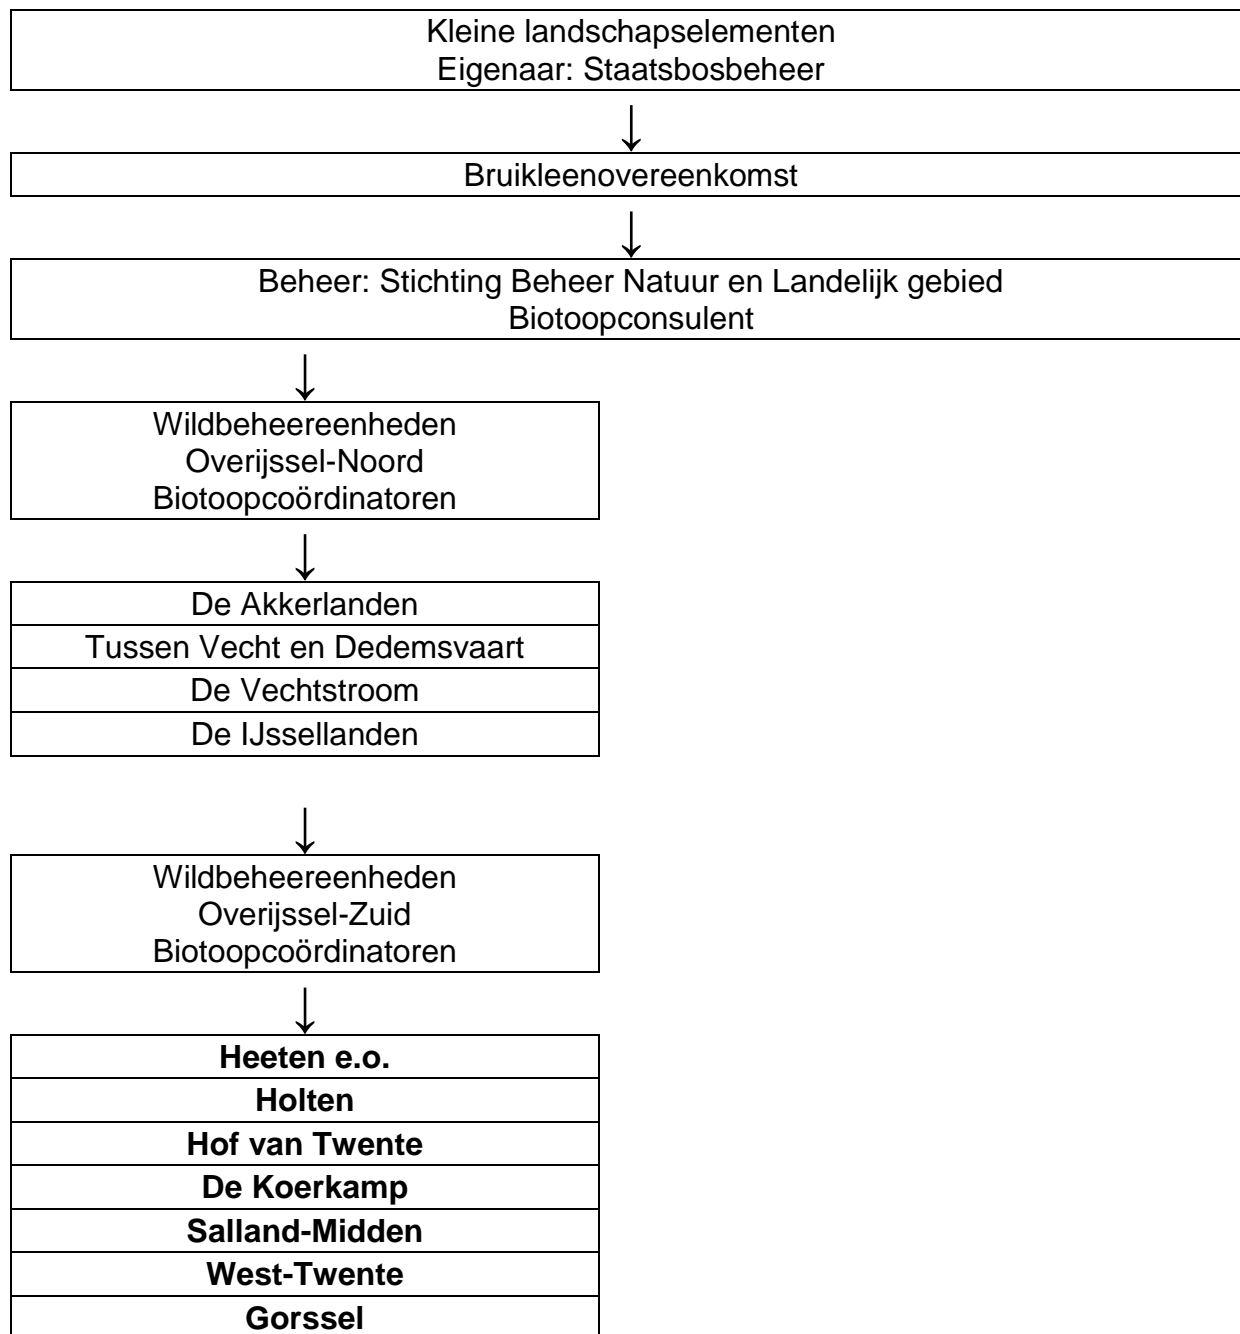 Kleine landschapselementen
Eigenaar: Staatsbosbeheer
Bruikleenovereenkomst
Beheer: Stichting Beheer Natuur en Landelijk gebied
Biotoopconsulent
Wildbeheereenheden
Overijssel-Noord
Biotoopcoördinatoren
De Akkerlanden
Tussen Vecht en Dedemsvaart
De Vechtstroom
De IJssellanden
Wildbeheereenheden
Overijssel-Zuid
Biotoopcoördinatoren
Heeten e.o.
Holten
Hof van Twente
De Koerkamp
Salland-Midden
West-Twente
Gorssel